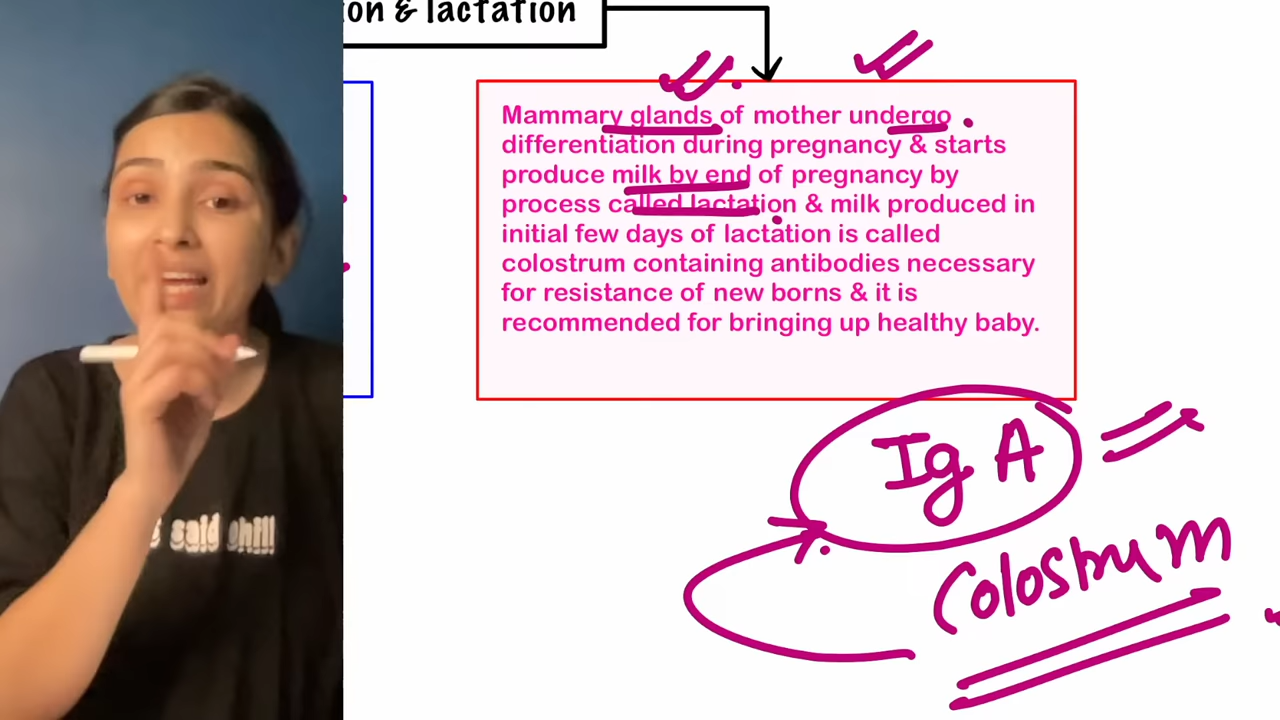 ion & lactation
Mammary glands of mother undergo
differentiation during pregnancy & starts
produce milk by end of pregnancy by
process called lactation & milk produced in
initial few days of lactation is called
colostrum containing antibodies necessary
for resistance of new borns & it is
recommended for bringing up healthy baby.
Ig A
Colostrum
said chill